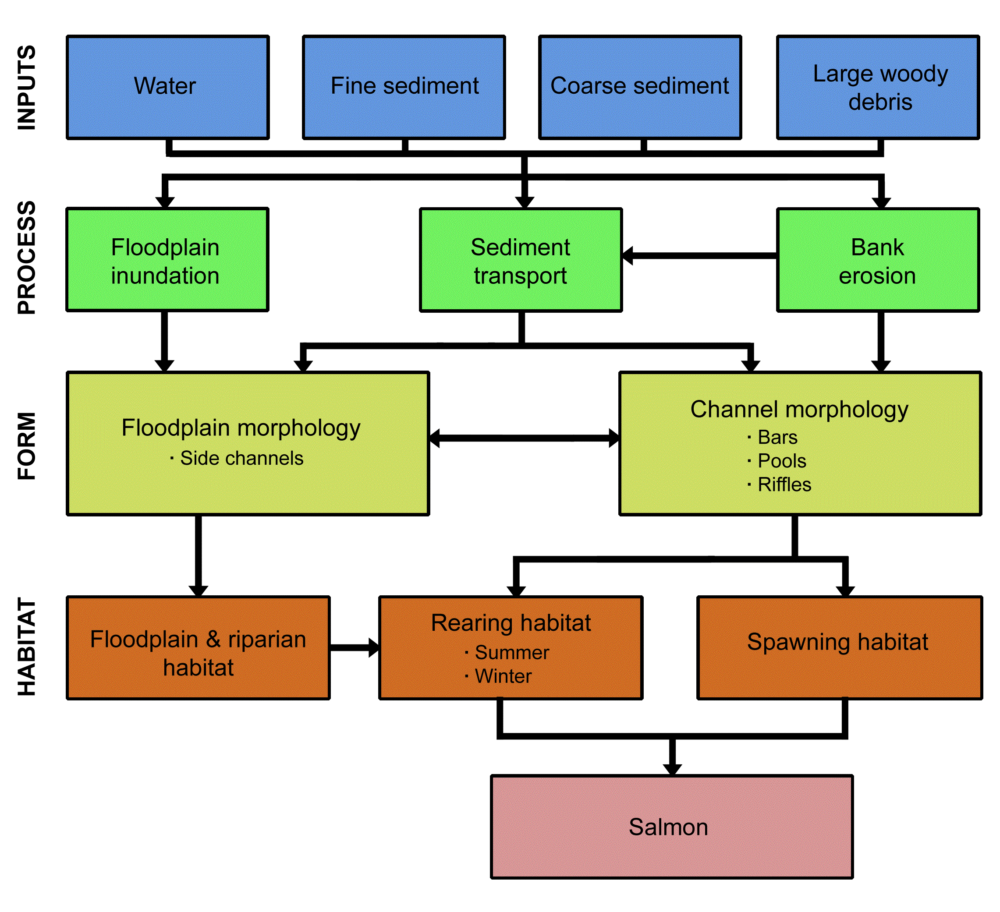 INPUTS
Water
Fine sediment
Coarse sediment
Large woody
debris
PROCESS
Floodplain
inundation
Sediment
transport
Bank
erosion
FORM
Floodplain morphology
· Side channels
Channel morphology
· Bars
· Pools
· Riffles
HABITAT
Floodplain & riparian
habitat
Rearing habitat
· Summer
· Winter
Spawning habitat
Salmon